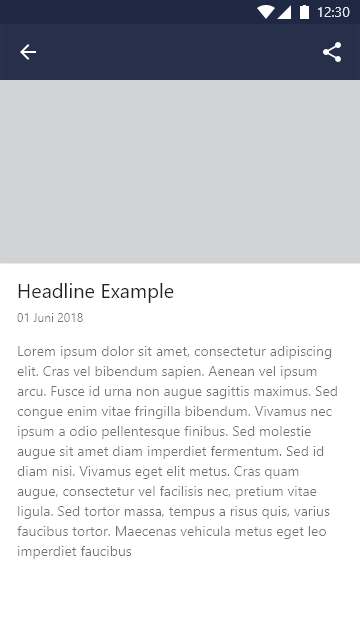 12:30
Headline Example
01 Juni 2018
Lorem ipsum dolor sit amet, consectetur adipiscing
elit. Cras vel bibendum sapien. Aenean vel ipsum
arcu. Fusce id urna non augue sagittis maximus. Sed
congue enim vitae fringilla bibendum. Vivamus nec
ipsum a odio pellentesque finibus. Sed molestie
augue sit amet diam imperdiet fermentum. Sed id
diam nisi. Vivamus eget elit metus. Cras quam
augue, consectetur vel facilisis nec, pretium vitae
ligula. Sed tortor massa, tempus a risus quis, varius
faucibus tortor. Maecenas vehicula metus eget leo
imperdiet faucibus